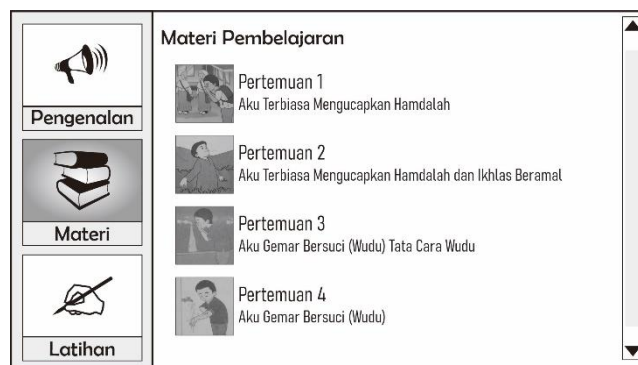 Pengenalan
Materi
Latihan
Materi Pembelajaran
Pertemuan 1
Aku Terbiasa Mengucapkan Hamdalah
Pertemuan 2
Aku Terbiasa Mengucapkan Hamdalah dan Ikhlas Beramal
Pertemuan 3
Aku Gemar Bersuci (Wudu) Tata Cara Wudu
Pertemuan 4
Aku Gemar Bersuci (Wudu)